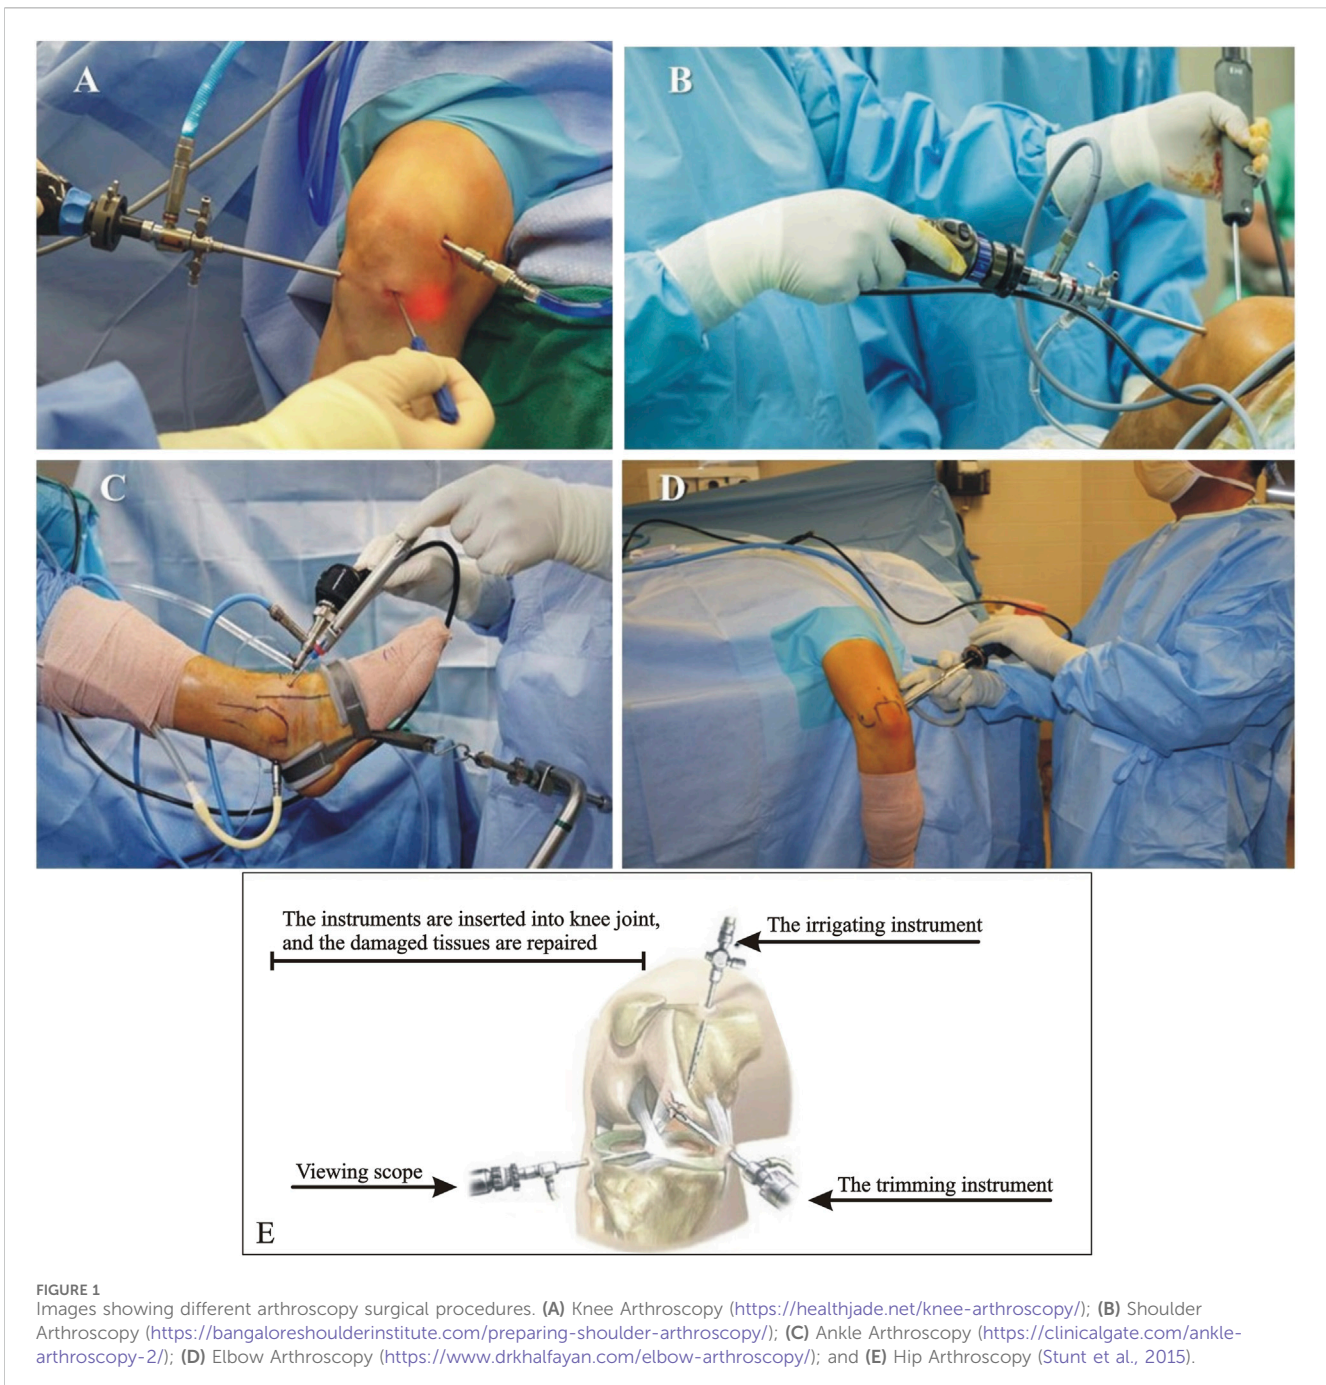 A
B
C
D
The instruments are inserted into knee joint,
and the damaged tissues are repaired
The irrigating instrument
Viewing scope
The trimming instrument
E
FIGURE 1
Images showing different arthroscopy surgical procedures. (A) Knee Arthroscopy (https://healthjade.net/knee-arthroscopy/); (B) Shoulder
Arthroscopy (https://bangaloreshoulderinstitute.com/preparing-shoulder-arthroscopy/); (C) Ankle Arthroscopy (https://clinicalgate.com/ankle-
arthroscopy-2/); (D) Elbow Arthroscopy (https://www.drkhalfayan.com/elbow-arthroscopy/); and (E) Hip Arthroscopy (Stunt et al., 2015).